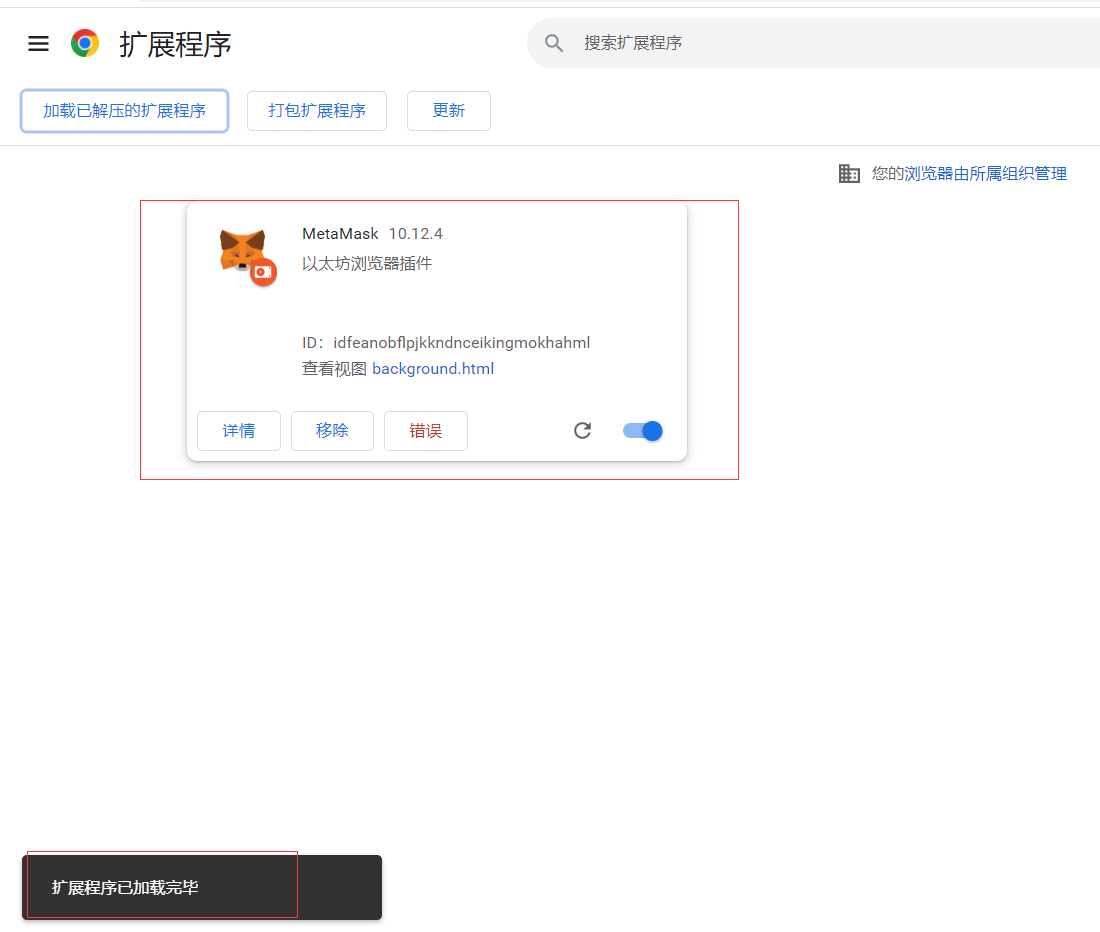 扩展程序
搜索扩展程序
加载已解压的扩展程序
打包扩展程序
更新
您的浏览器由所属组织管理
MetaMask 10.12.4
以太坊浏览器插件
ID：idfeanobflpjkkndnceikingmokhahml
查看视图 background.html
详情
移除
错误
扩展程序已加载完毕